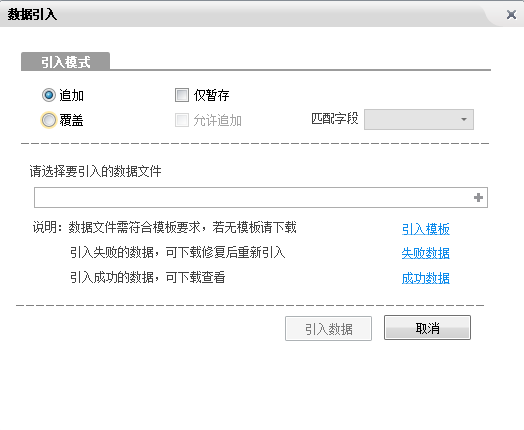 数据引入
引入模式
追加 仅暂存
覆盖 允许追加 匹配字段
请选择要引入的数据文件
说明：数据文件需符合模板要求，若无模板请下载 引入模板
引入失败的数据，可下载修复后重新引入 失败数据
引入成功的数据，可下载查看 成功数据
引入数据 取消